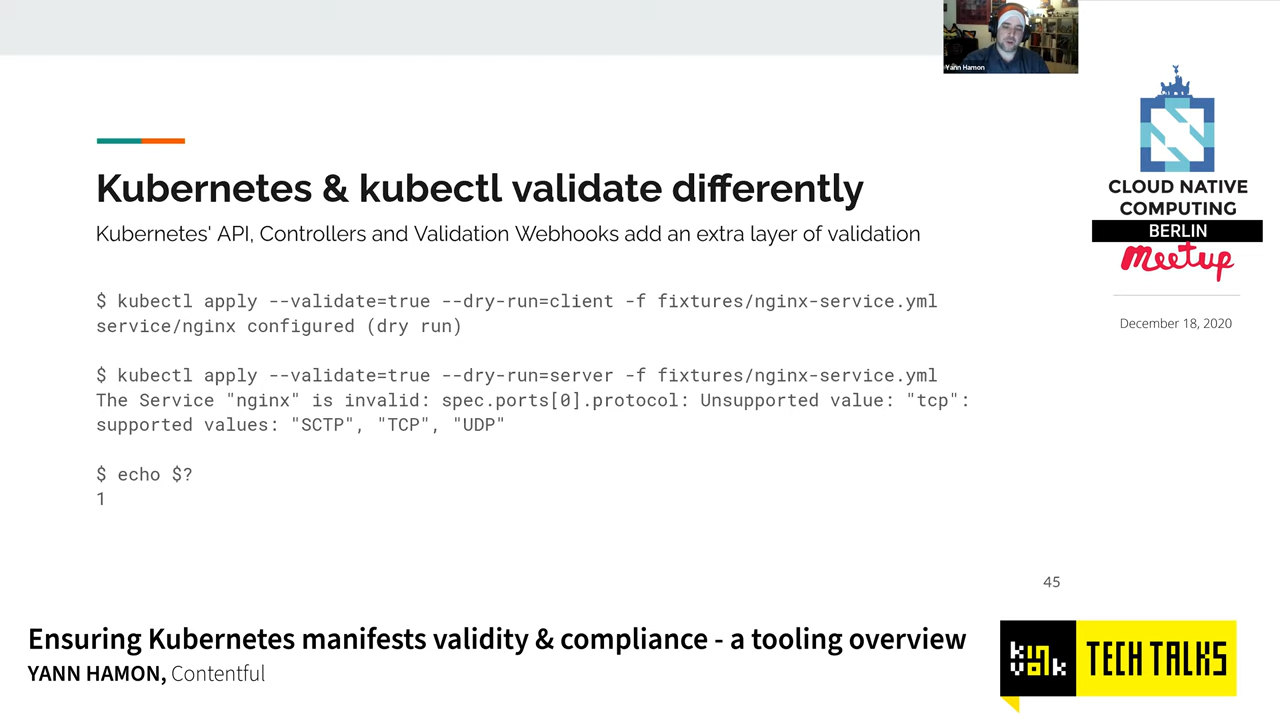 Yann Hamon
Kubernetes & kubectl validate differently
Kubernetes' API, Controllers and Validation Webhooks add an extra layer of validation
$ kubectl apply --validate=true --dry-run=client -f fixtures/nginx-service.yml
service/nginx configured (dry run)
$ kubectl apply --validate=true --dry-run=server -f fixtures/nginx-service.yml
The Service "nginx" is invalid: spec.ports[0].protocol: Unsupported value: "tcp":
supported values: "SCTP", "TCP", "UDP"
$ echo $?
1
45
CLOUD NATIVE
COMPUTING
BERLIN
meetup
December 18, 2020
Ensuring Kubernetes manifests validity & compliance - a tooling overview
YANN HAMON, Contentful
kinvolk
TECH TALKS